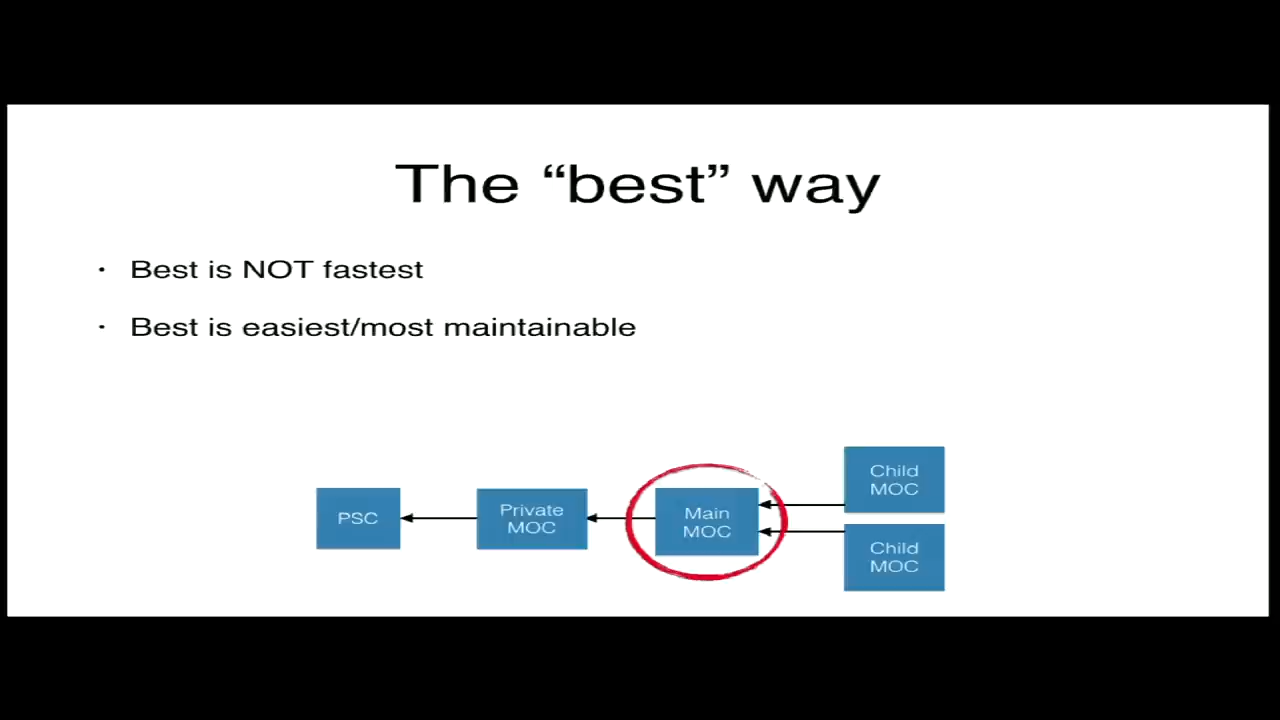 The “best” way
• Best is NOT fastest
• Best is easiest/most maintainable
PSC
Private
MOC
Main
MOC
Child
MOC
Child
MOC